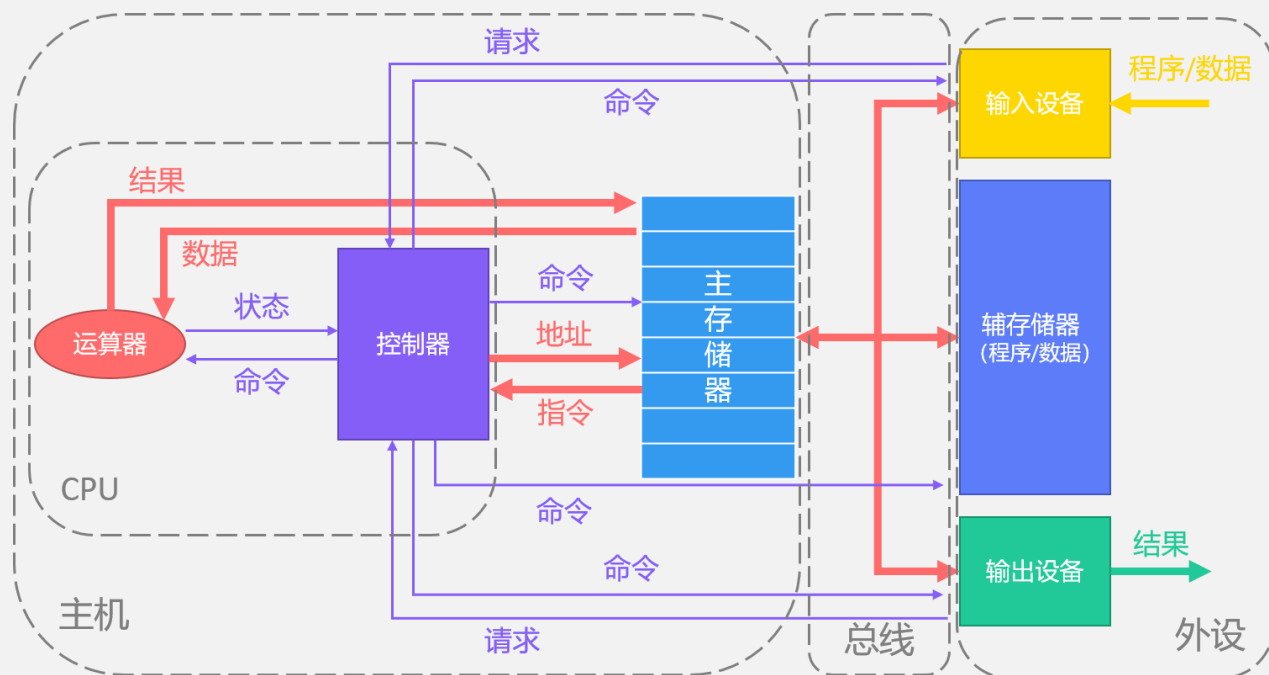 请求
程序/数据
输入设备
命令
结果
数据
主
存
储
器
命令
状态
地址
运算器
控制器
辅存储器
(程序/数据)
命令
指令
CPU
命令
结果
命令
输出设备
主机
请求
总线
外设